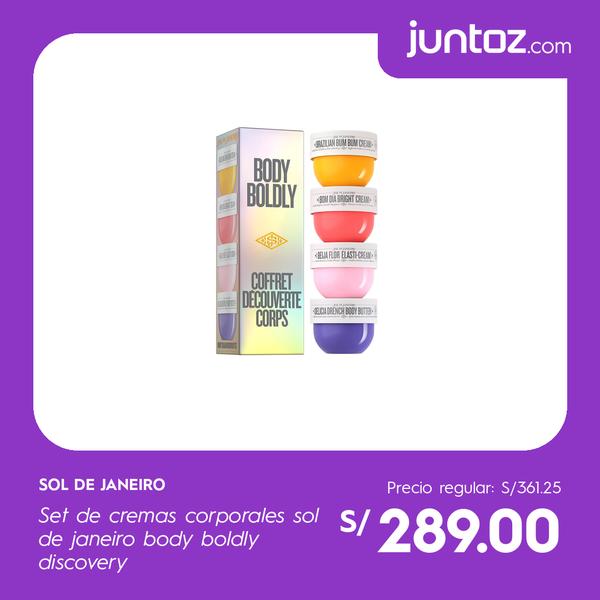 juntoz.com
BODY
BOLDLY
COFFRET
DÉCOUVERTE
CORPS
BRAZILIAN BUM BUM CREAM
BOM DIA BRIGHT CREAM
BEIJA FLOR ELASTI-CREAM
DELICIA DRENCH BODY BUTTER
SOL DE JANEIRO
Set de cremas corporales sol
de janeiro body boldly
discovery
Precio regular: S/361.25
S/ 289.00